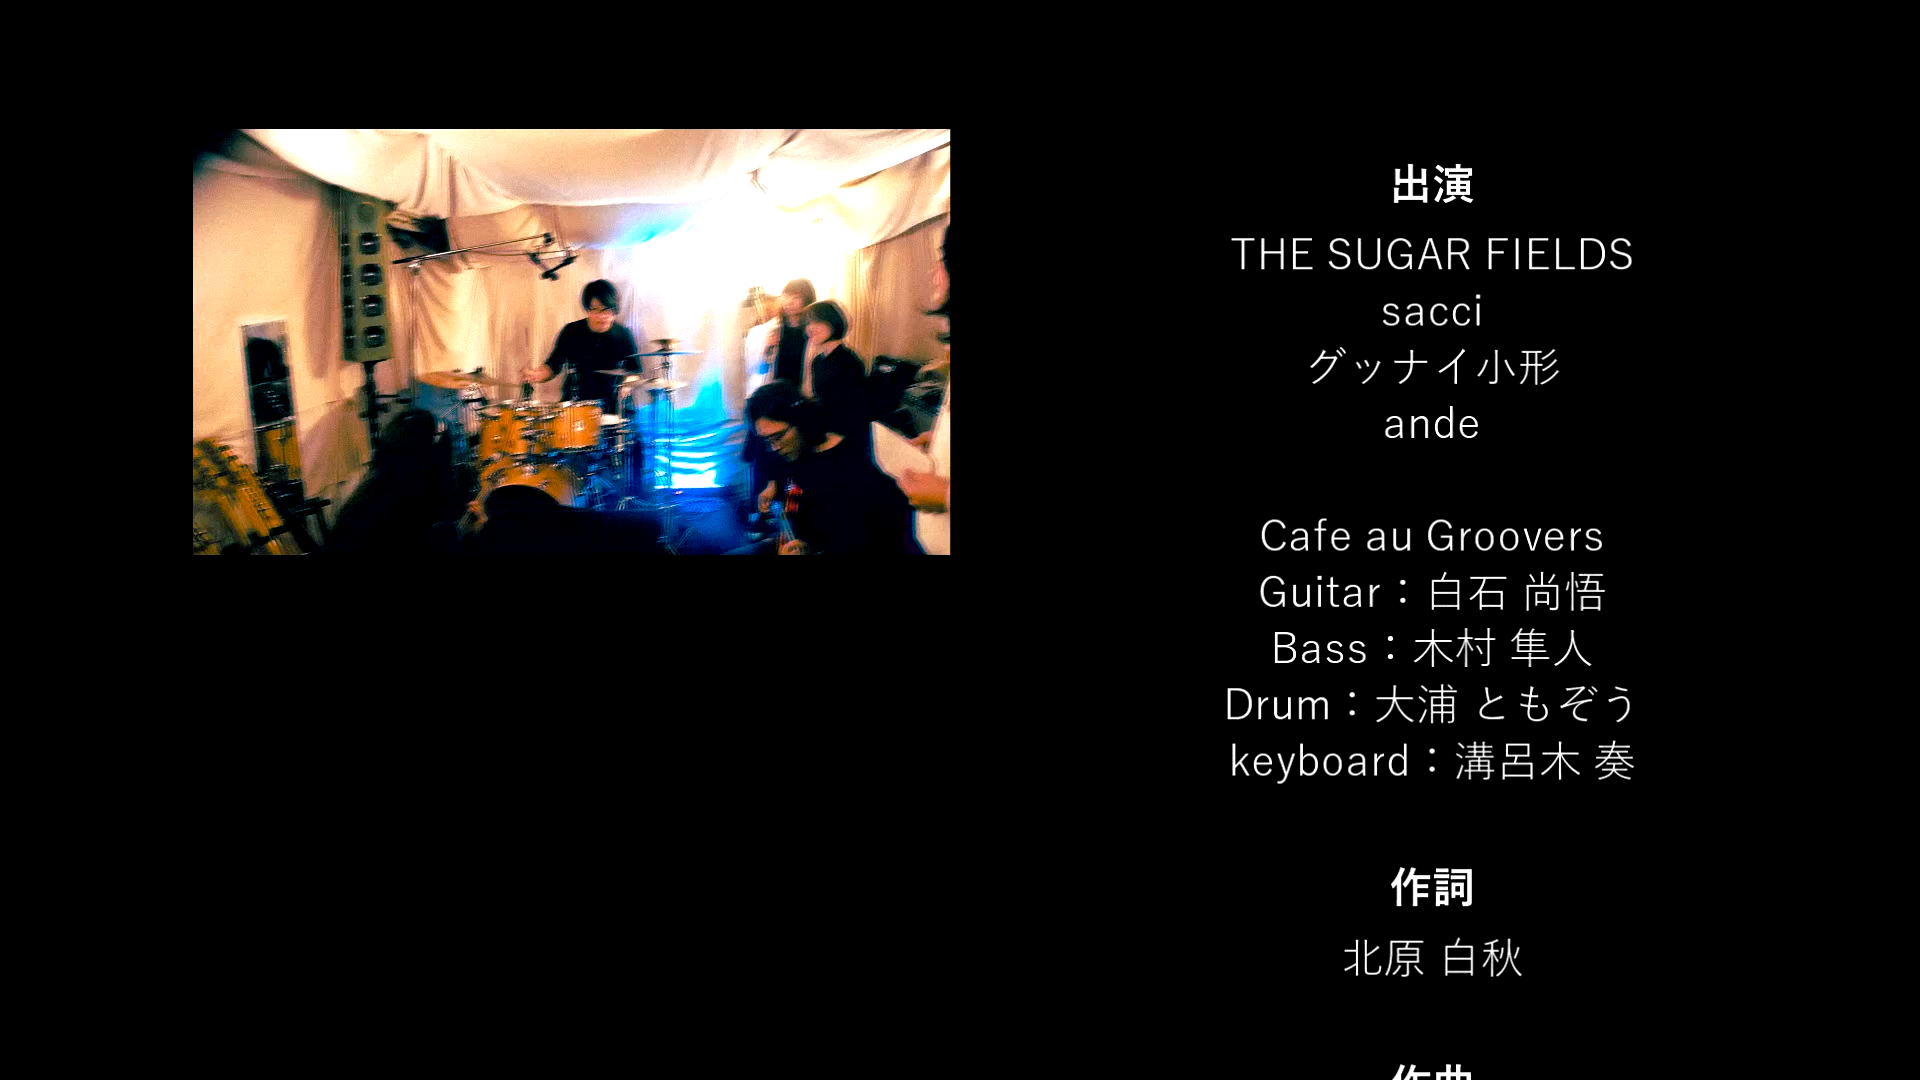 出演
THE SUGAR FIELDS
sacci
グッナイ小形
ande
Cafe au Groovers
Guitar：白石 尚悟
Bass：木村 隼人
Drum：大浦 ともぞう
keyboard：溝呂木 奏
作詞
北原 白秋
作曲